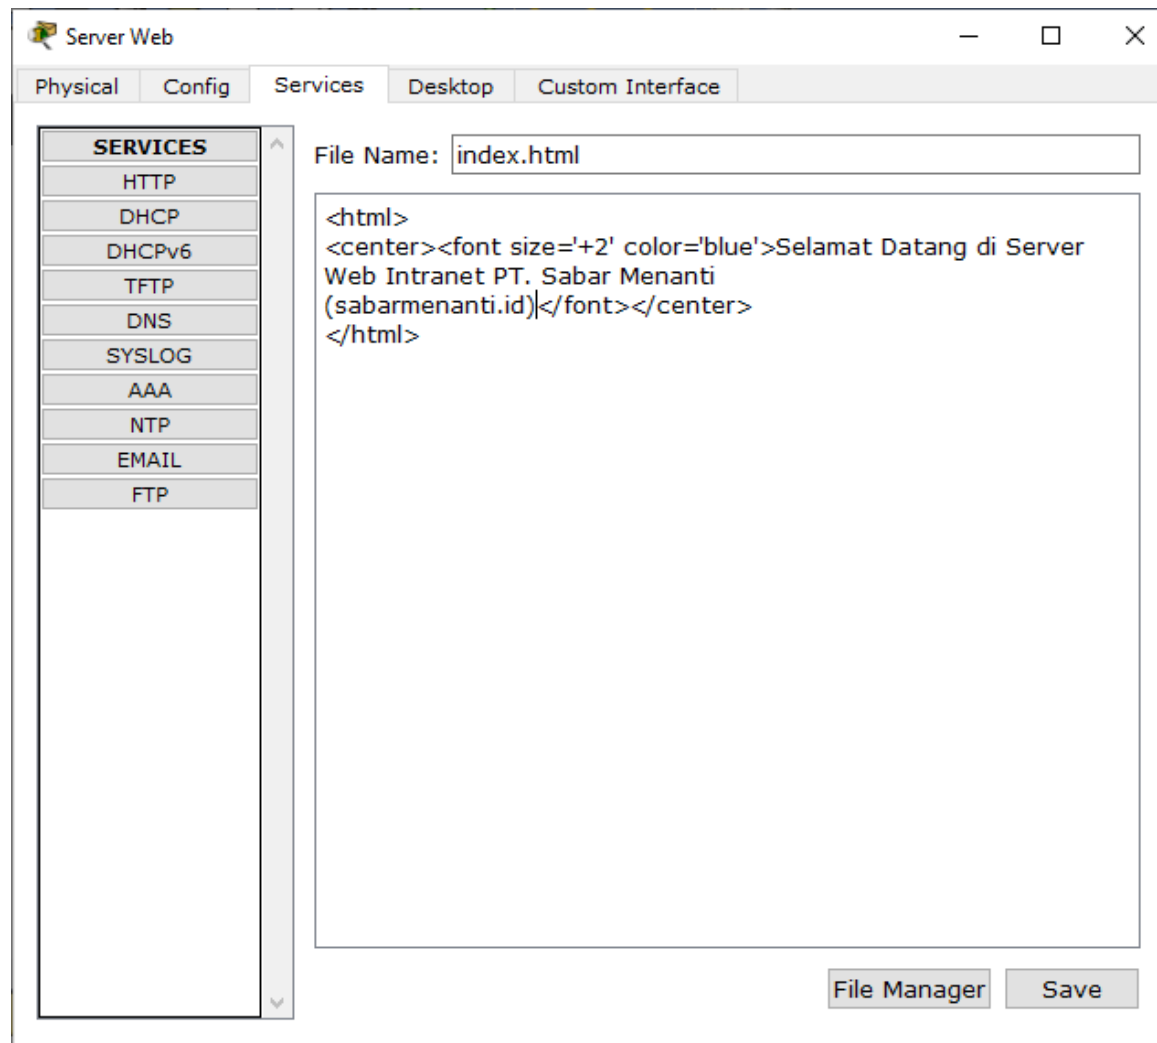 Server Web
Physical Config Services Desktop Custom Interface
SERVICES
HTTP
DHCP
DHCPv6
TFTP
DNS
SYSLOG
AAA
NTP
EMAIL
FTP
File Name: index.html
<html>
<center><font size='+2' color='blue'>Selamat Datang di Server
Web Intranet PT. Sabar Menanti
(sabarmenanti.id)</font></center>
</html>
File Manager Save